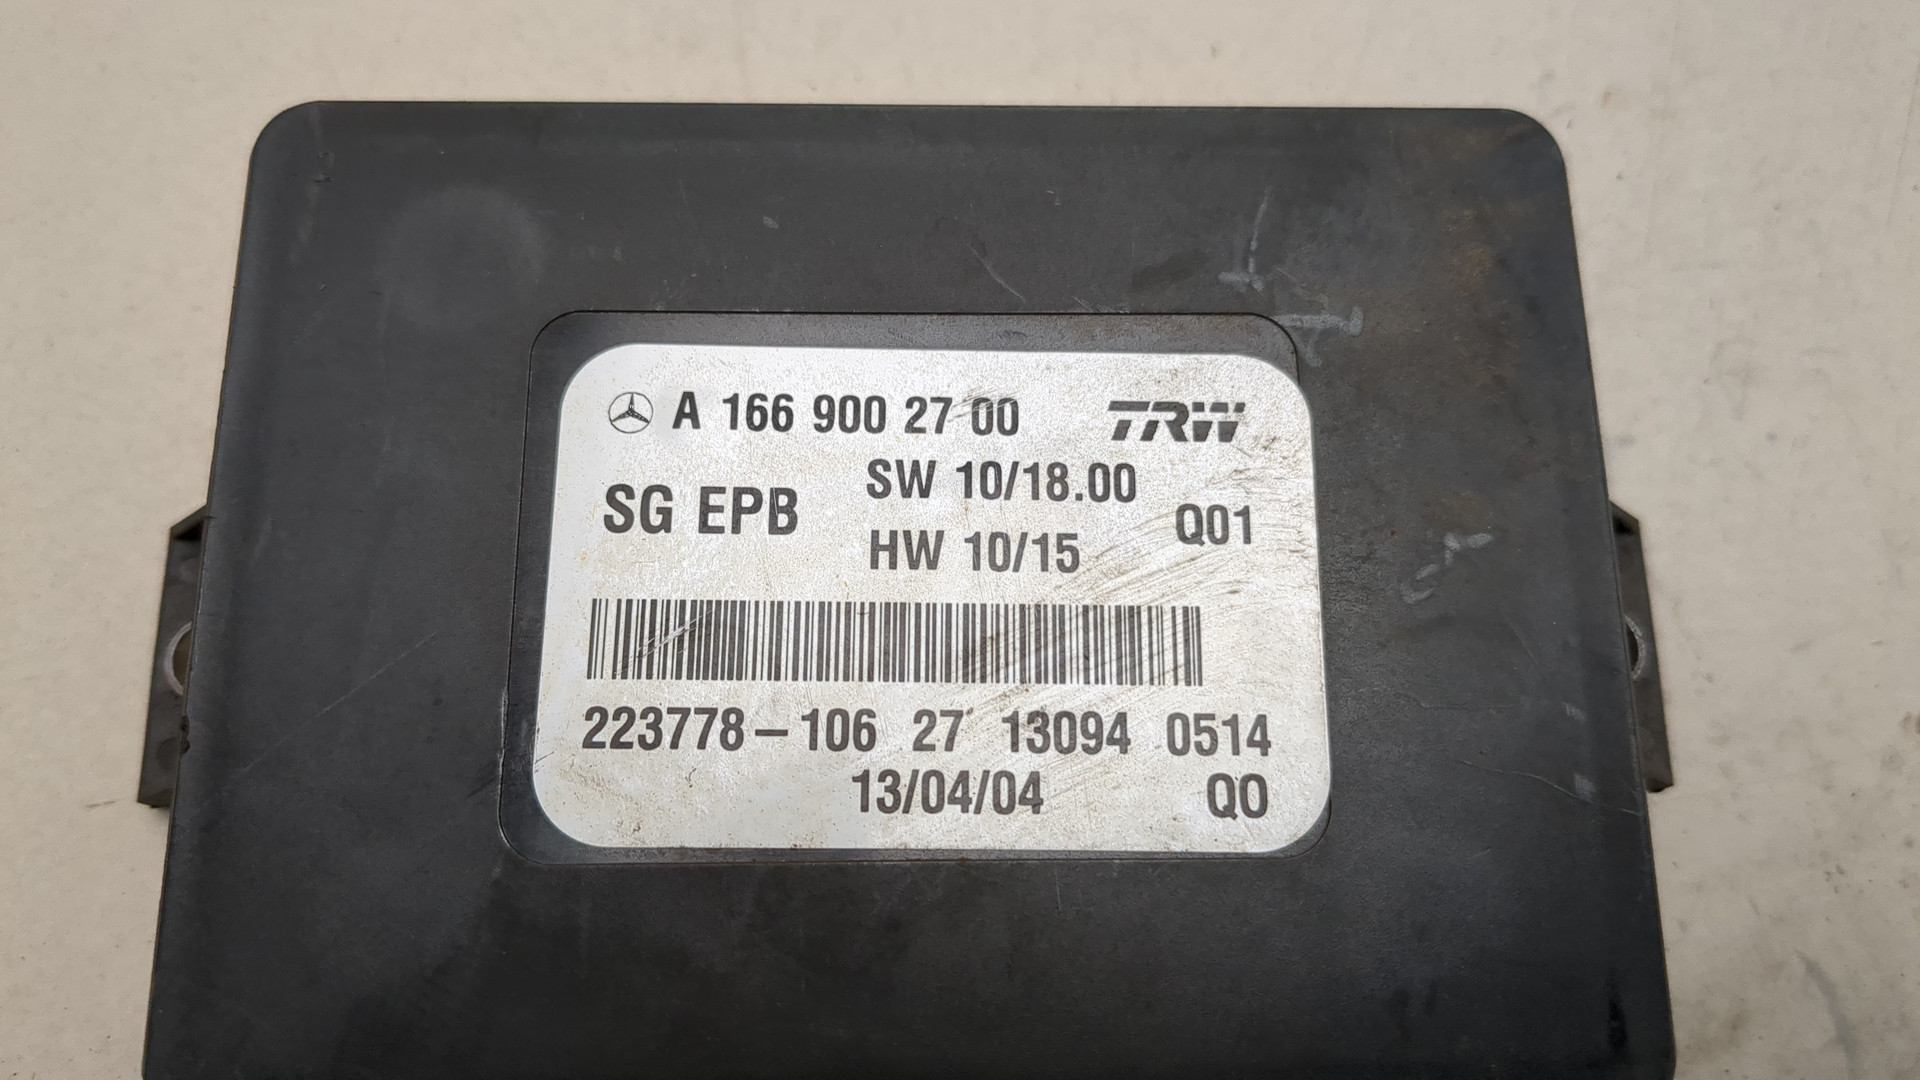 A 166 900 27 00 TRW
SG EPB SW 10/18.00 Q01
HW 10/15
223778-106 27 13094 0514
13/04/04 Q0